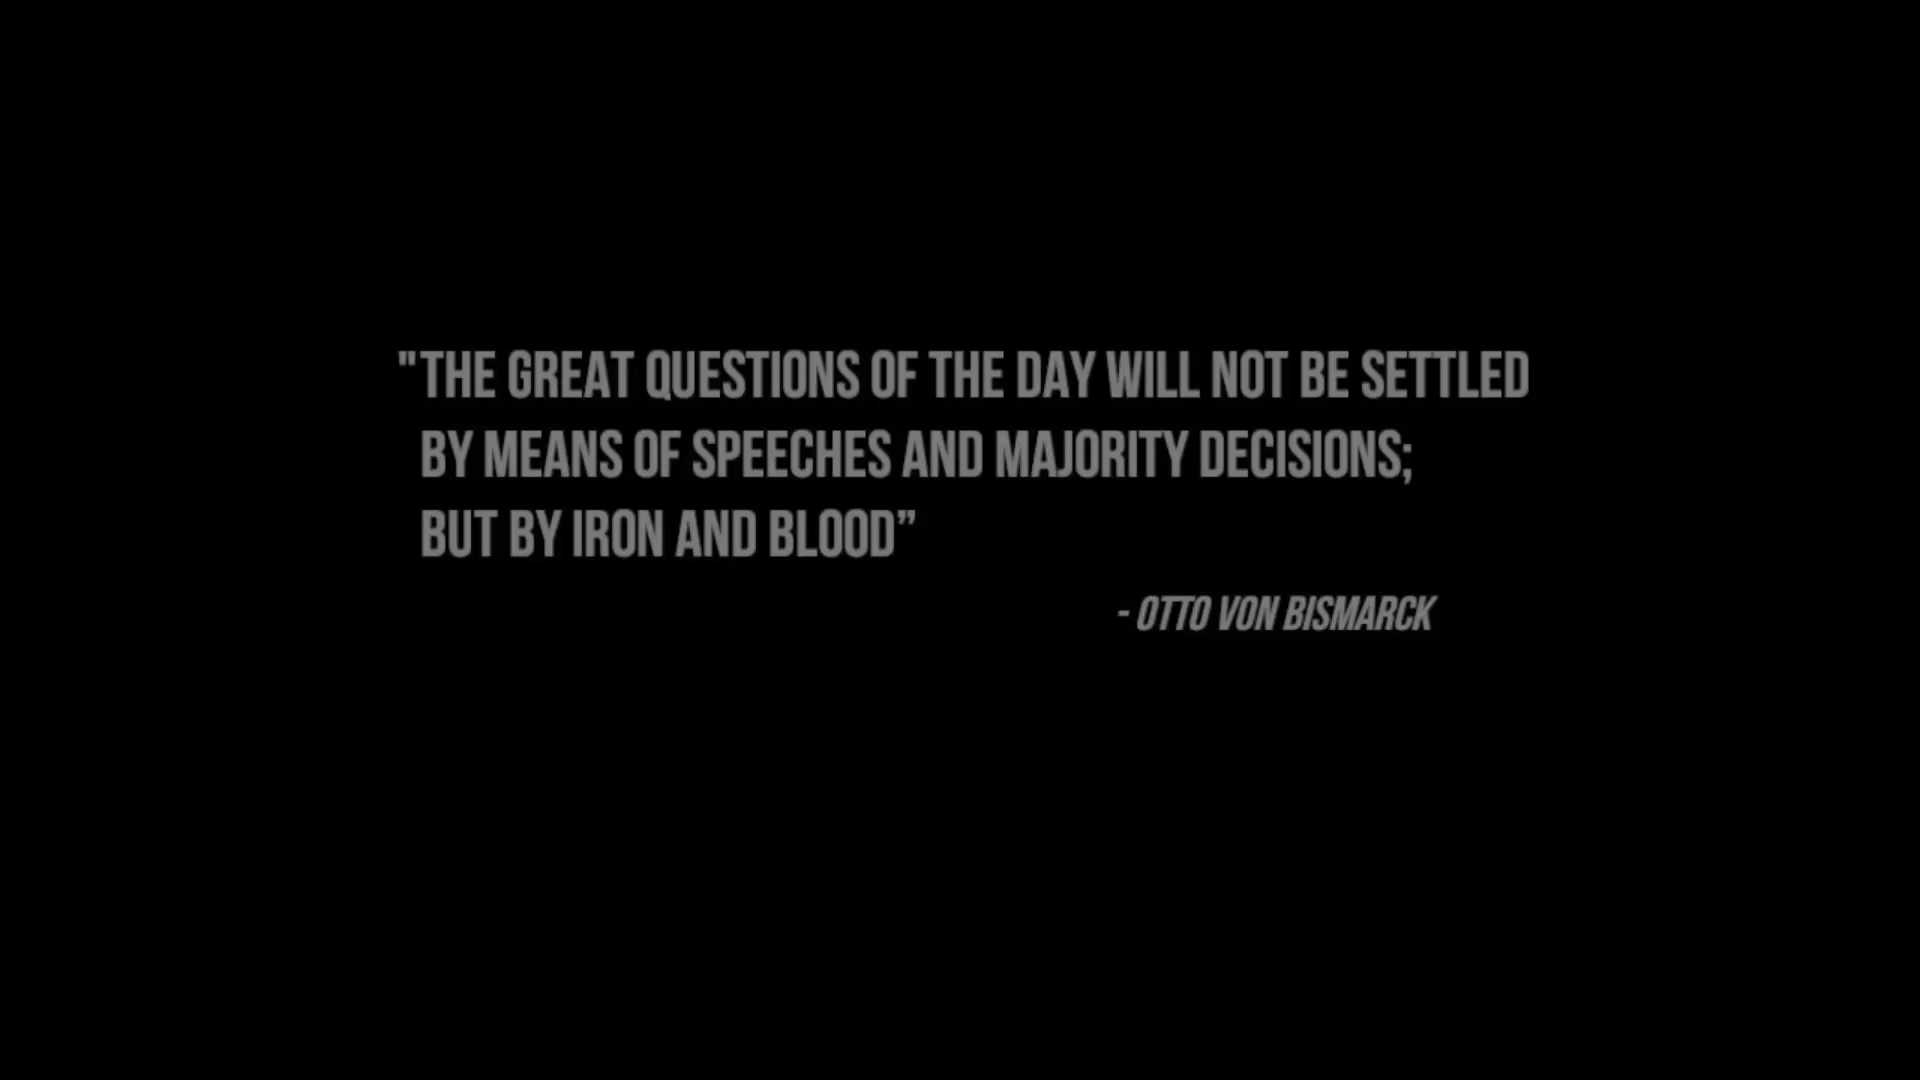 "THE GREAT QUESTIONS OF THE DAY WILL NOT BE SETTLED
BY MEANS OF SPEECHES AND MAJORITY DECISIONS;
BUT BY IRON AND BLOOD”
- OTTO VON BISMARCK